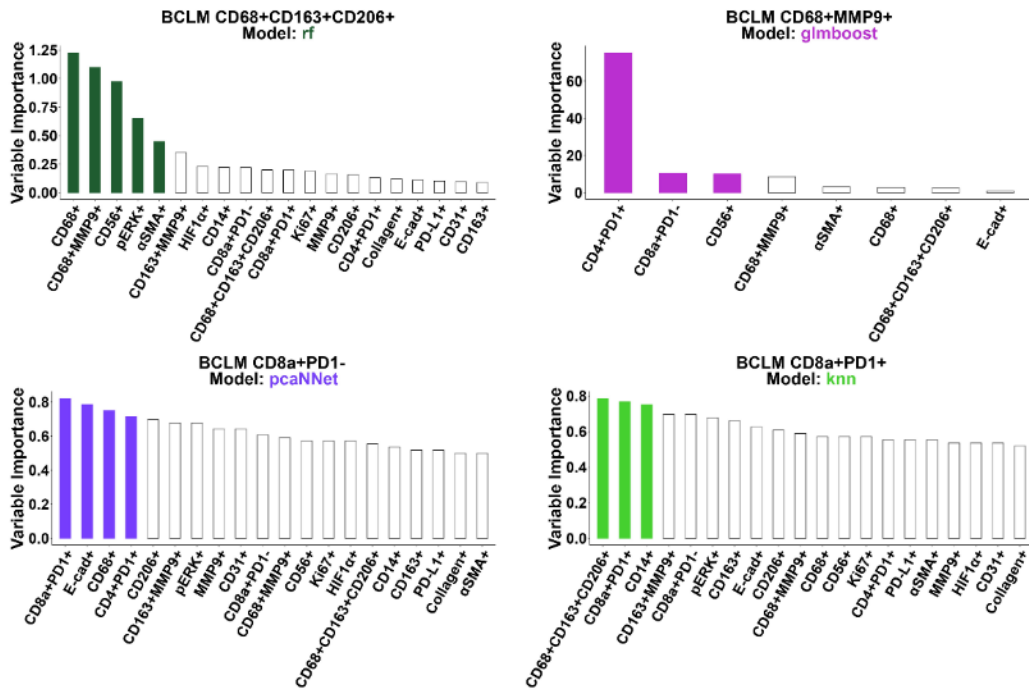 BCLM CD68+CD163+CD206+
Model: rf
Variable Importance
1.25
1.00
0.75
0.50
0.25
0.00
CD68+
CD68+MMP9+
CD56+
pERK+
αSMA+
CD163+MMP9+
HIF1α+
CD14+
CD8a+PD1-
CD68+CD163+CD206+
CD8a+PD1+
Ki67+
MMP9+
CD206+
CD4+PD1+
Collagen+
E-cad+
PD-L1+
CD31+
CD163+
BCLM CD68+MMP9+
Model: glmboost
Variable Importance
60
40
20
0
CD4+PD1+
CD8a+PD1-
CD56+
CD68+MMP9+
αSMA+
CD68+
CD68+CD163+CD206+
E-cad+
BCLM CD8a+PD1-
Model: pcaNNet
Variable Importance
0.8
0.6
0.4
0.2
0.0
CD8a+PD1+
E-cad+
CD68+
CD4+PD1+
CD206+
CD163+MMP9+
pERK+
MMP9+
CD31+
CD8a+PD1-
CD68+MMP9+
CD56+
Ki67+
HIF1α+
CD68+CD163+CD206+
CD14+
CD163+
PD-L1+
Collagen+
αSMA+
BCLM CD8a+PD1+
Model: knn
Variable Importance
0.8
0.6
0.4
0.2
0.0
CD68+CD163+CD206+
CD8a+PD1+
CD14+
CD163+MMP9+
CD8a+PD1-
pERK+
CD163+
E-cad+
CD206+
CD68+MMP9+
CD68+
CD56+
Ki67+
CD4+PD1+
PD-L1+
αSMA+
MMP9+
HIF1α+
CD31+
Collagen+